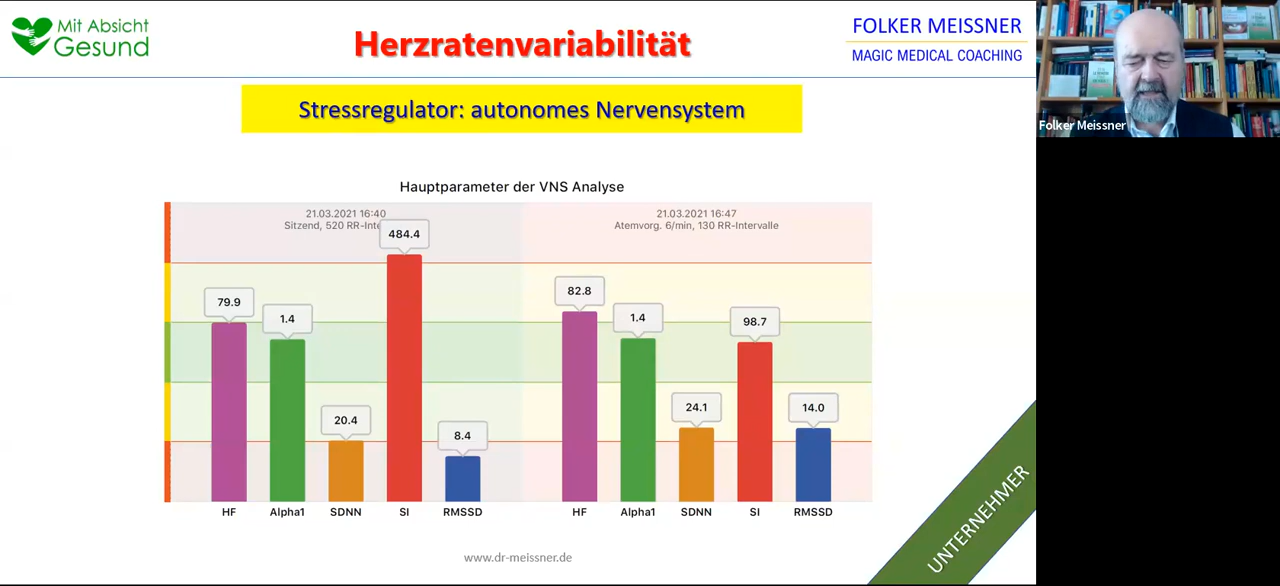 Mit Absicht
Gesund
Herzratenvariabilität
FOLKER MEISSNER
MAGIC MEDICAL COACHING
Folker Meissner
Stressregulator: autonomes Nervensystem
Hauptparameter der VNS Analyse
21.03.2021 16:40
Sitzend, 520 RR-Inte
21.03.2021 16:47
Atemvorg. 6/min, 130 RR-Intervalle
79.9
1.4
20.4
484.4
8.4
82.8
1.4
24.1
98.7
14.0
HF
Alpha1
SDNN
SI
RMSSD
HF
Alpha1
SDNN
SI
RMSSD
UNTERNEHMER
www.dr-meissner.de